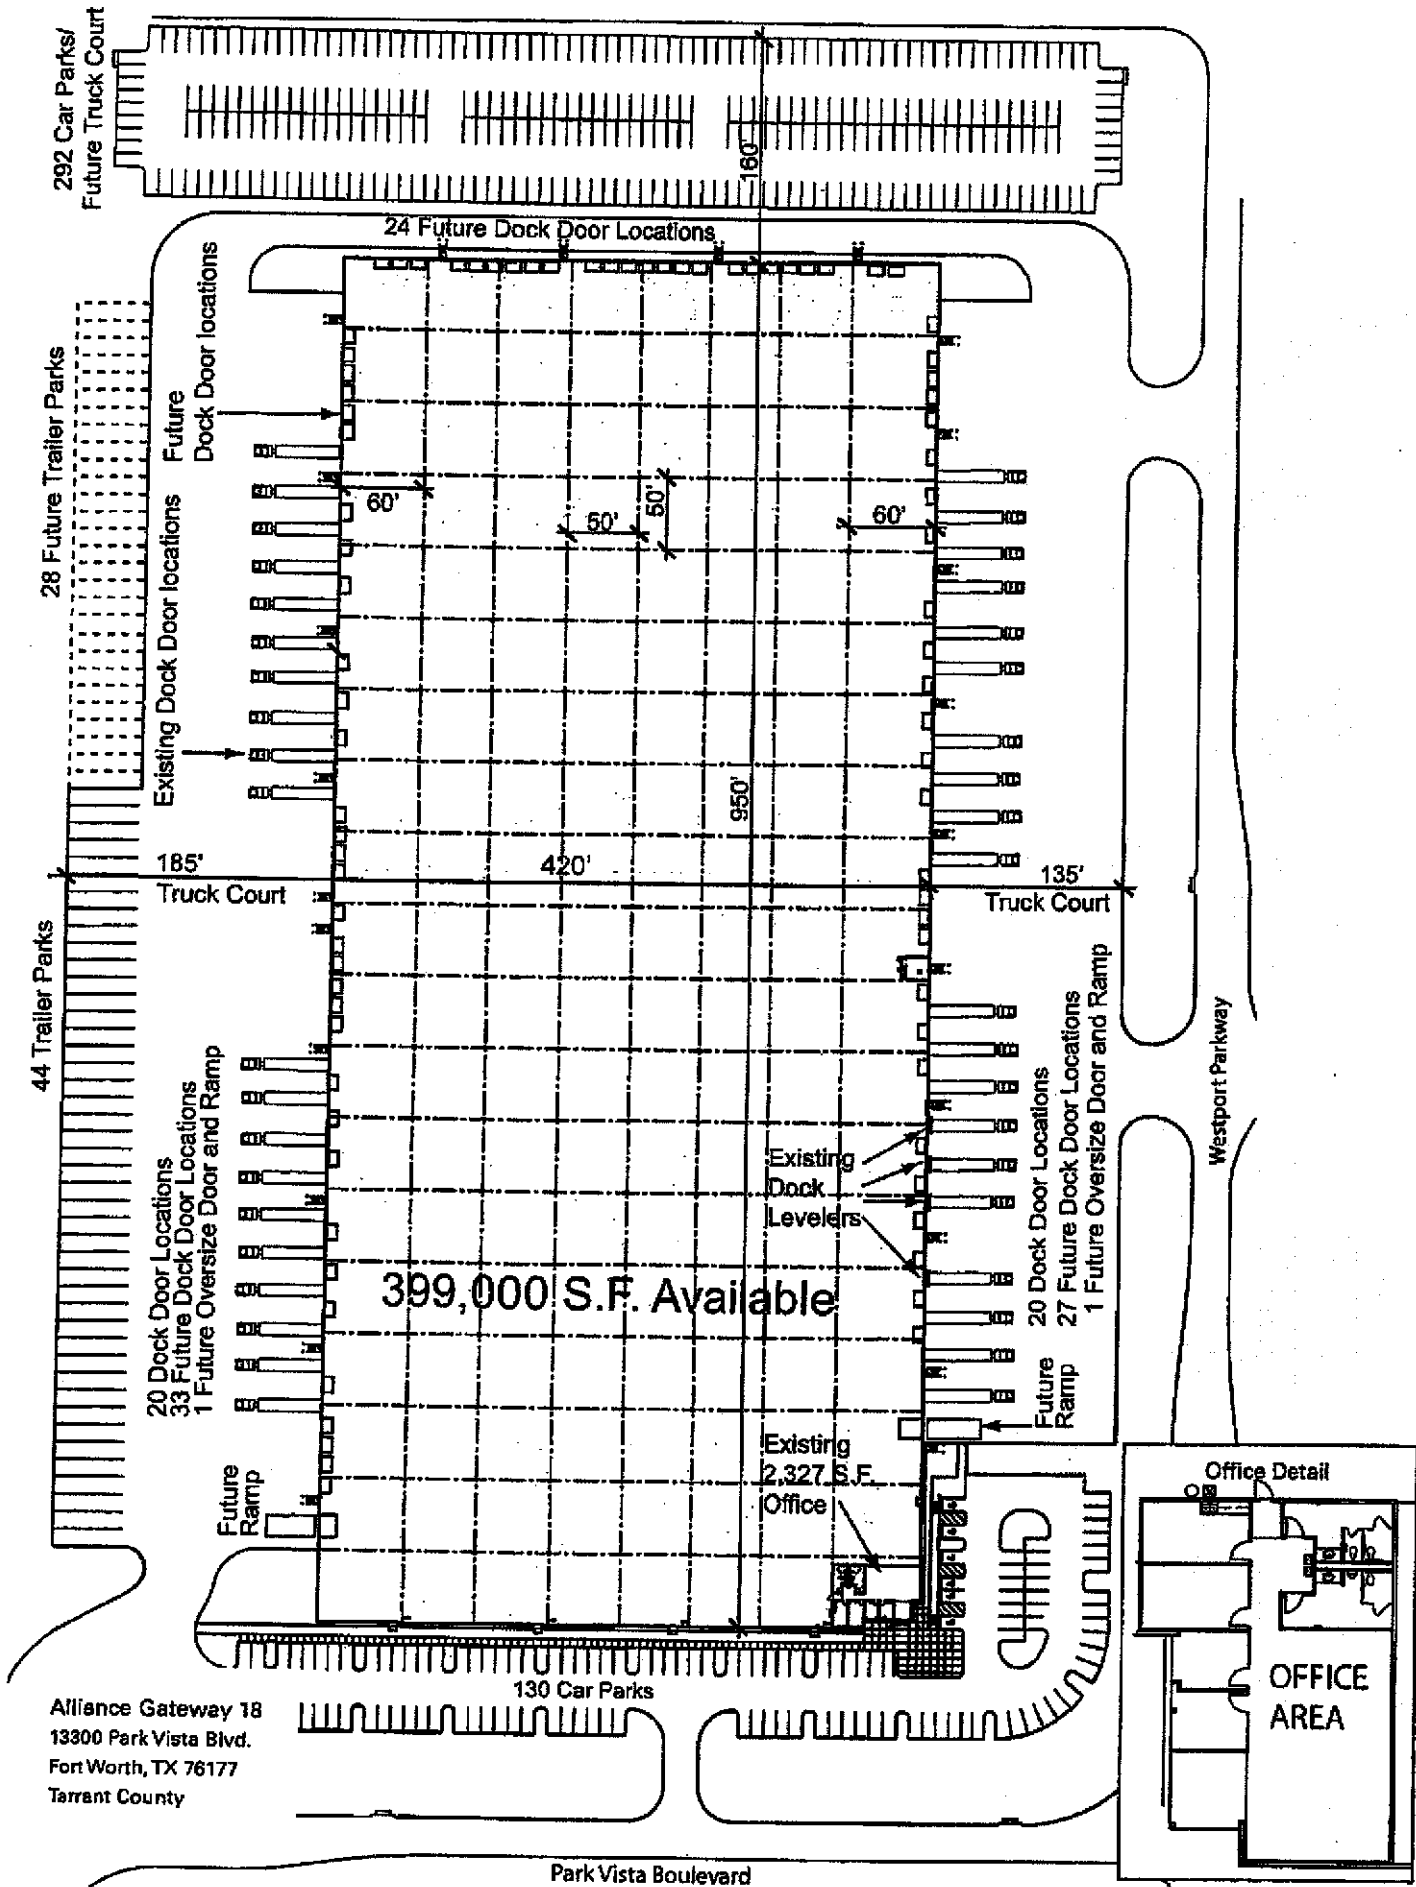 292 Car Parks/
Future Truck Court
160'
24 Future Dock Door Locations
28 Future Trailer Parks
Future
Dock Door locations
Existing Dock Door locations
60'
50'
50'
60'
950'
185'
Truck Court
420'
135'
Truck Court
44 Trailer Parks
20 Dock Door Locations
33 Future Dock Door Locations
1 Future Oversize Door and Ramp
Existing
Dock
Levelers
20 Dock Door Locations
27 Future Dock Door Locations
1 Future Oversize Door and Ramp
Westport Parkway
399,000 S.F. Available
Future
Ramp
Future
Ramp
Existing
2,327 S.F.
Office
Office Detail
OFFICE
AREA
130 Car Parks
Alliance Gateway 18
13300 Park Vista Blvd.
Fort Worth, TX 76177
Tarrant County
Park Vista Boulevard